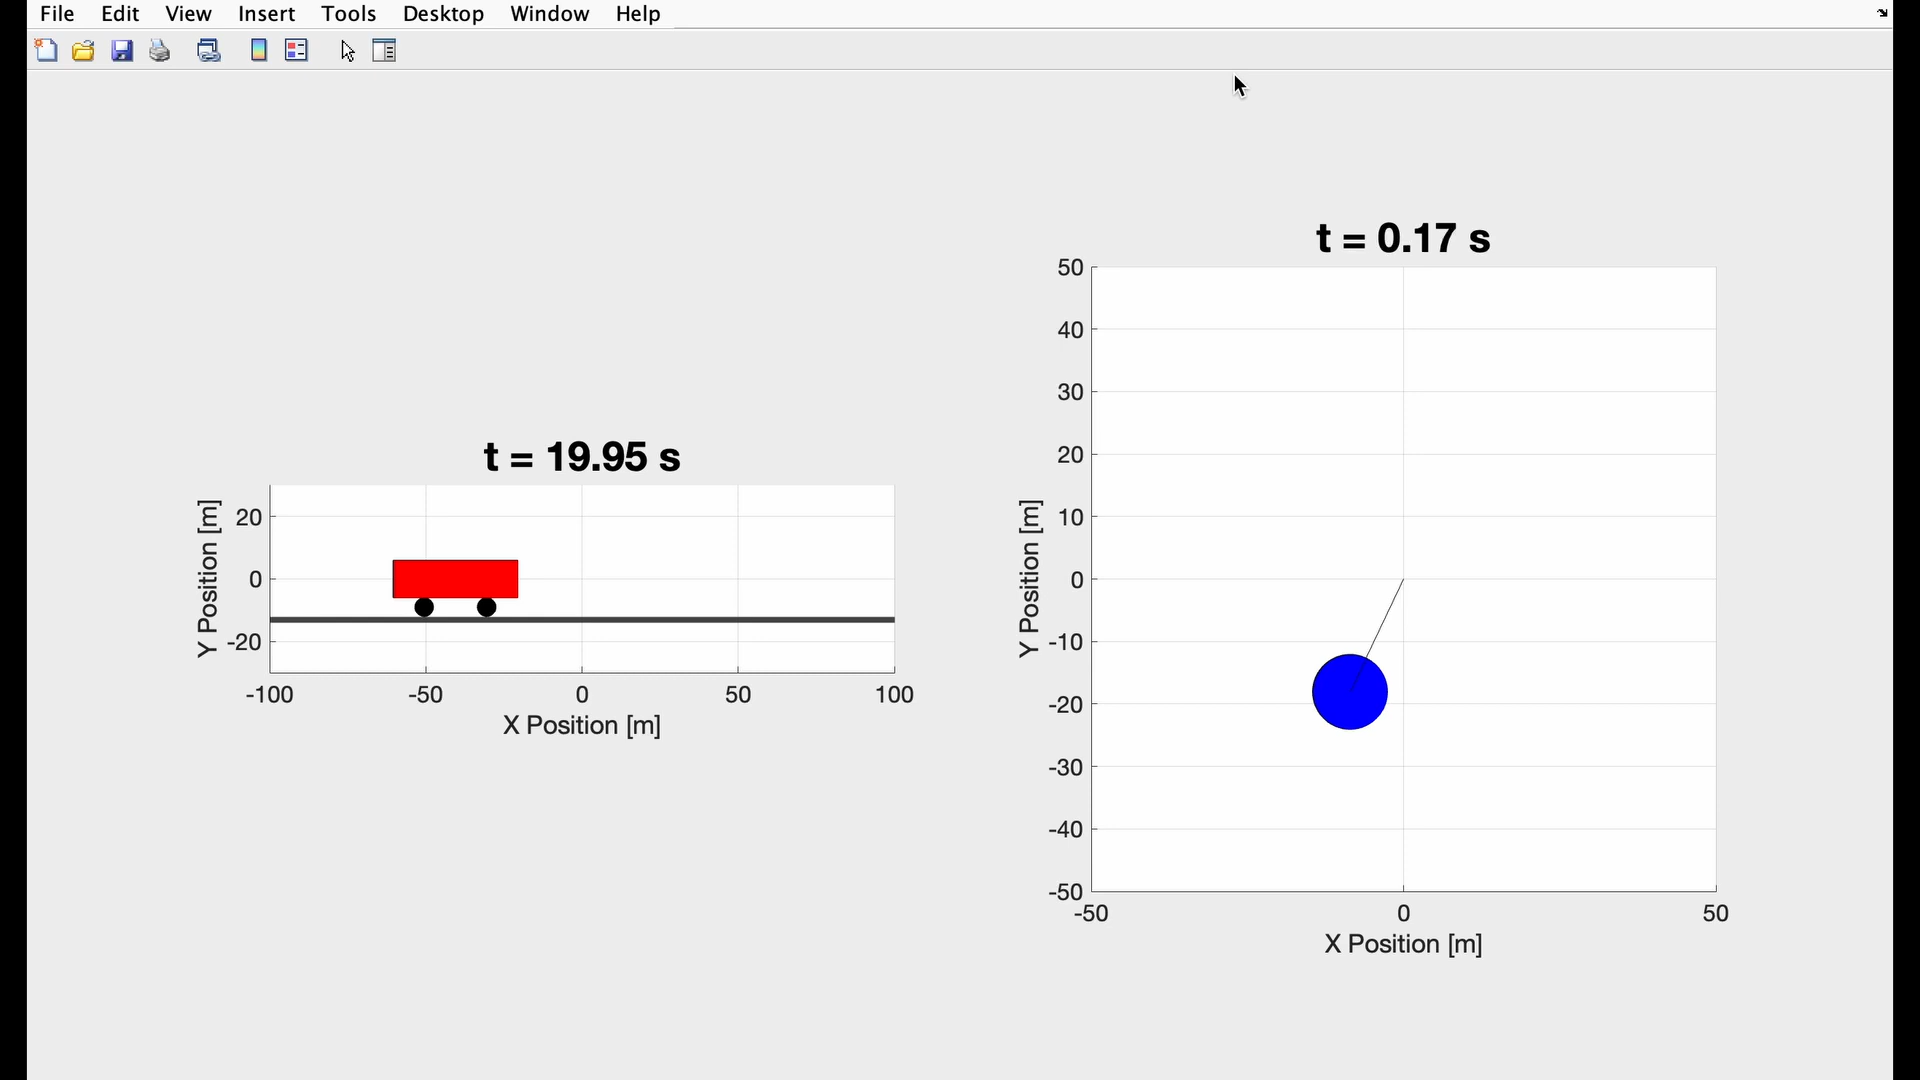 File Edit View Insert Tools Desktop Window Help
t = 19.95 s
Y Position [m]
20
0
-20
-100 -50 0 50 100
X Position [m]
t = 0.17 s
Y Position [m]
50
40
30
20
10
0
-10
-20
-30
-40
-50
-50 0 50
X Position [m]